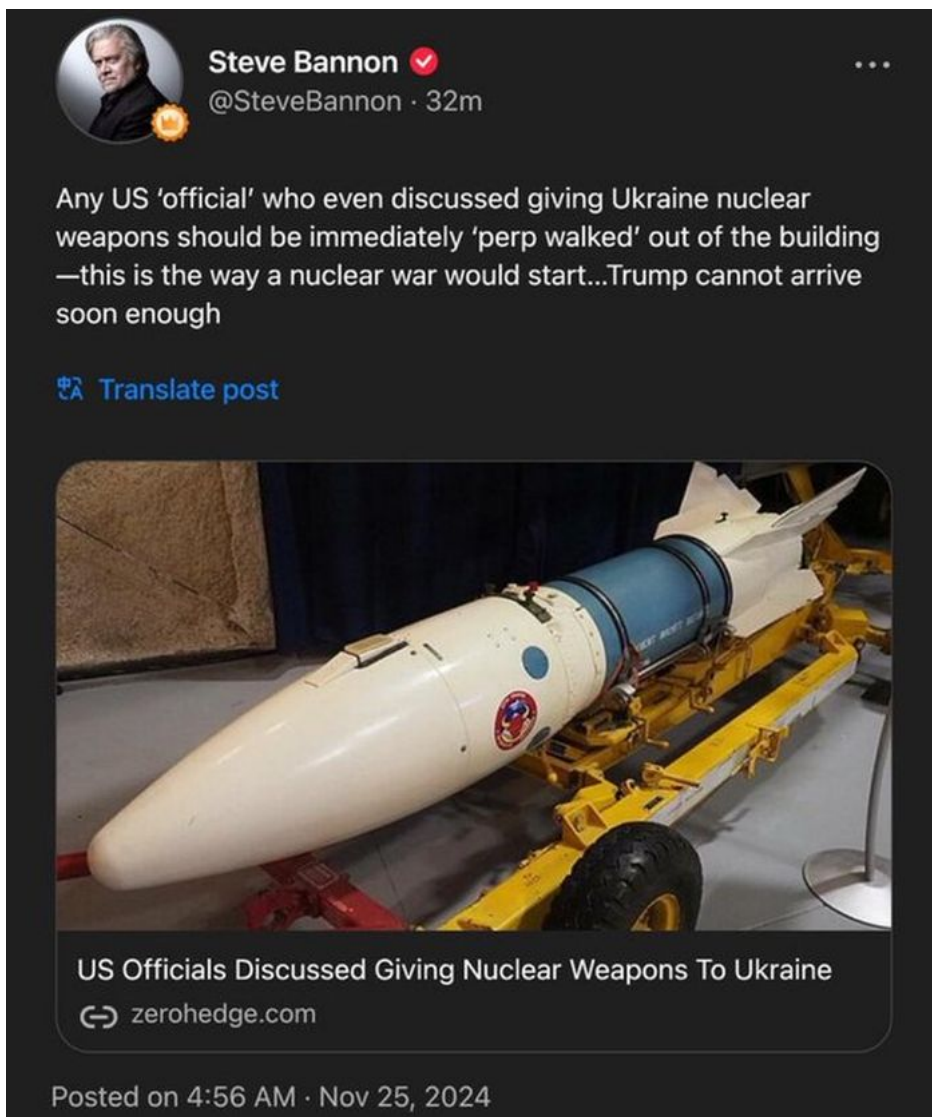 Steve Bannon
@SteveBannon · 32m
Any US ‘official’ who even discussed giving Ukraine nuclear
weapons should be immediately ‘perp walked’ out of the building
—this is the way a nuclear war would start...Trump cannot arrive
soon enough
Translate post
US Officials Discussed Giving Nuclear Weapons To Ukraine
zerohedge.com
Posted on 4:56 AM · Nov 25, 2024